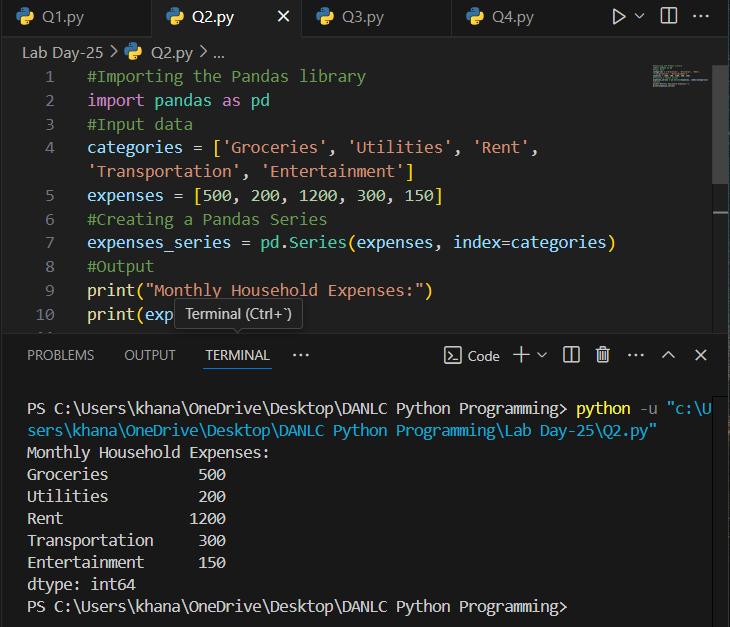 Q1.py Q2.py Q3.py Q4.py
Lab Day-25 > Q2.py > ...
1 #Importing the Pandas library
2 import pandas as pd
3 #Input data
4 categories = ['Groceries', 'Utilities', 'Rent',
'Transportation', 'Entertainment']
5 expenses = [500, 200, 1200, 300, 150]
6 #Creating a Pandas Series
7 expenses_series = pd.Series(expenses, index=categories)
8 #Output
9 print("Monthly Household Expenses:")
10 print(exp
Terminal (Ctrl+`)
PROBLEMS OUTPUT TERMINAL ... Code
PS C:\Users\khana\OneDrive\Desktop\DANLC Python Programming> python -u "c:\U
sers\khana\OneDrive\Desktop\DANLC Python Programming\Lab Day-25\Q2.py"
Monthly Household Expenses:
Groceries 500
Utilities 200
Rent 1200
Transportation 300
Entertainment 150
dtype: int64
PS C:\Users\khana\OneDrive\Desktop\DANLC Python Programming>